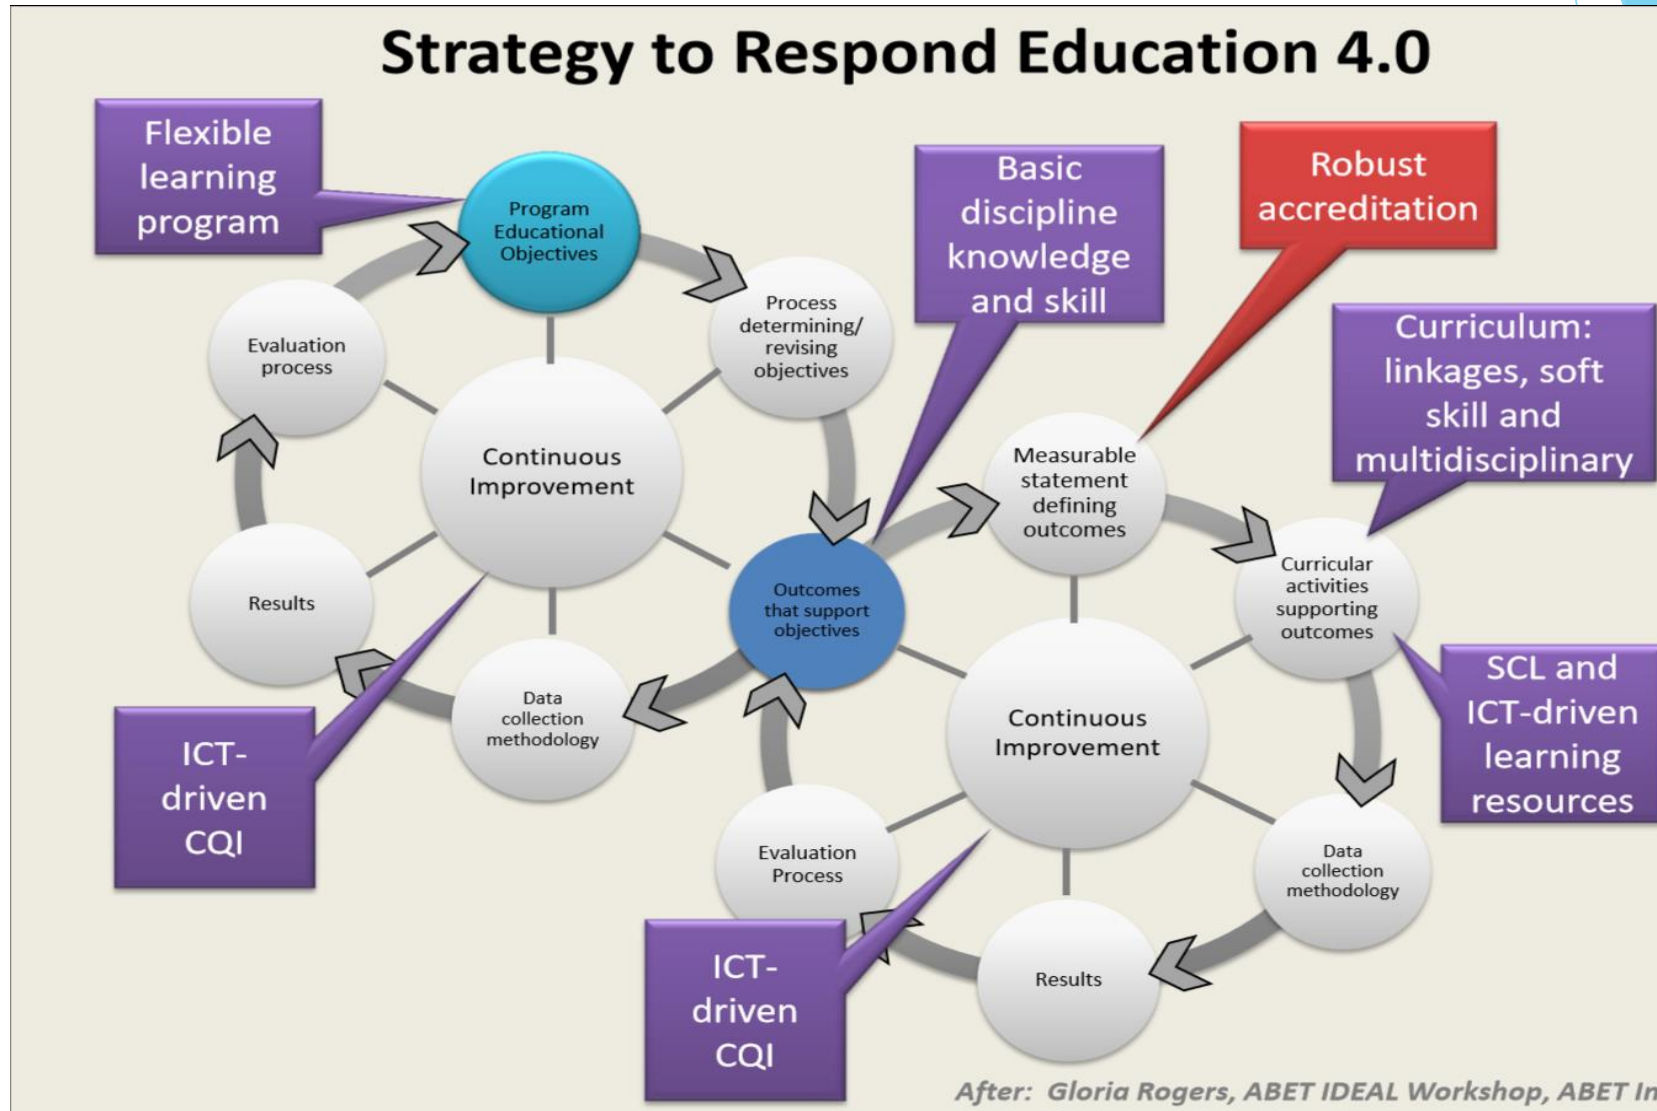 Strategy to Respond Education 4.0
Flexible
learning
program
Program
Educational
Objectives
Basic
discipline
knowledge
and skill
Robust
accreditation
Process
determining/
revising
objectives
Evaluation
process
Curriculum:
linkages, soft
skill and
multidisciplinary
Continuous
Improvement
Measurable
statement
defining
outcomes
Curricular
activities
supporting
outcomes
Results
Outcomes
that support
objectives
SCL and
ICT-driven
learning
resources
Data
collection
methodology
ICT-
driven
CQI
Continuous
Improvement
Evaluation
Process
Data
collection
methodology
ICT-
driven
CQI
Results
After: Gloria Rogers, ABET IDEAL Workshop, ABET In